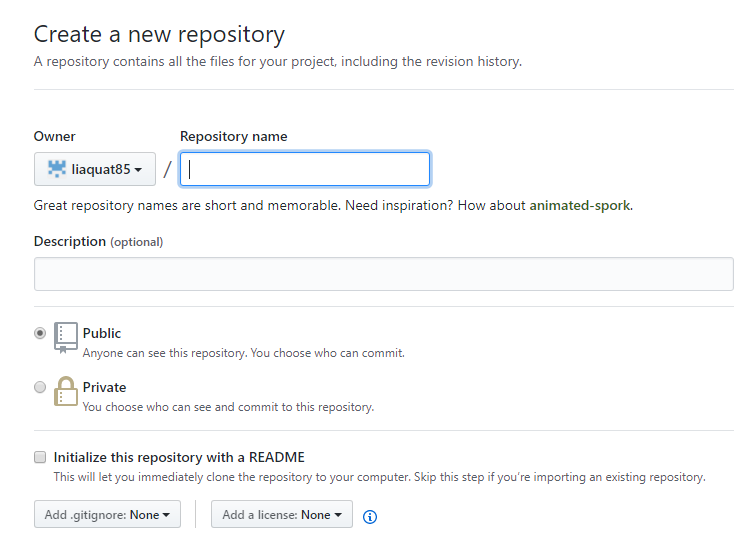 Create a new repository
A repository contains all the files for your project, including the revision history.
Owner
Repository name
liaquat85
/
Great repository names are short and memorable. Need inspiration? How about animated-spork.
Description (optional)
Public
Anyone can see this repository. You choose who can commit.
Private
You choose who can see and commit to this repository.
Initialize this repository with a README
This will let you immediately clone the repository to your computer. Skip this step if you’re importing an existing repository.
Add .gitignore: None
Add a license: None